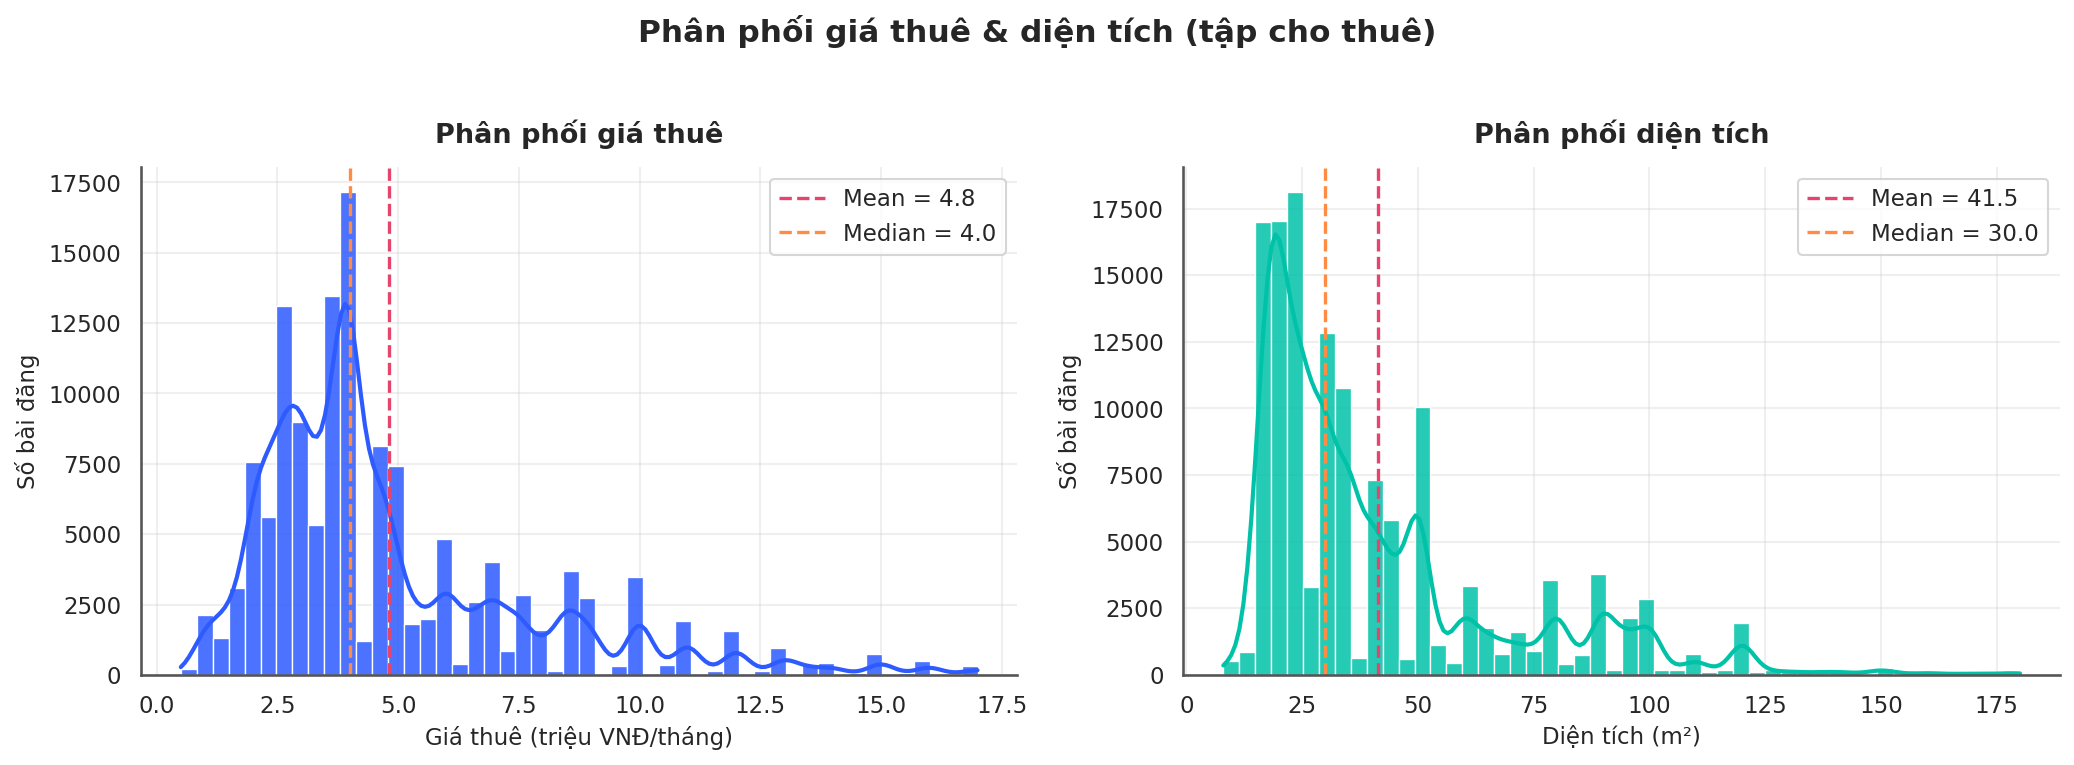 Phân phối giá thuê & diện tích (tập cho thuê)
Phân phối giá thuê
Số bài đăng
17500
15000
12500
10000
7500
5000
2500
0
Mean = 4.8
Median = 4.0
0.0 2.5 5.0 7.5 10.0 12.5 15.0 17.5
Giá thuê (triệu VNĐ/tháng)
Phân phối diện tích
Số bài đăng
17500
15000
12500
10000
7500
5000
2500
0
Mean = 41.5
Median = 30.0
0 25 50 75 100 125 150 175
Diện tích (m²)